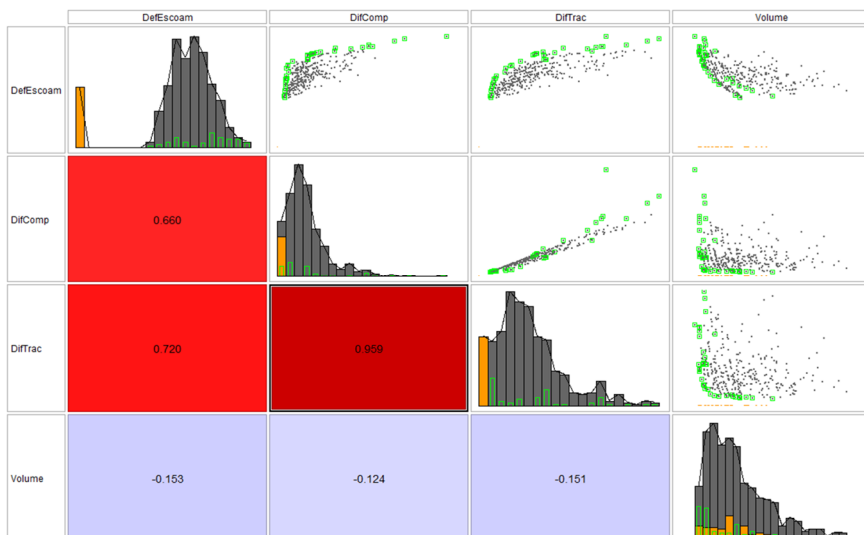 DefEscoam DifComp DifTrac Volume
DefEscoam
DifComp 0.660
DifTrac 0.720 0.959
Volume -0.153 -0.124 -0.151